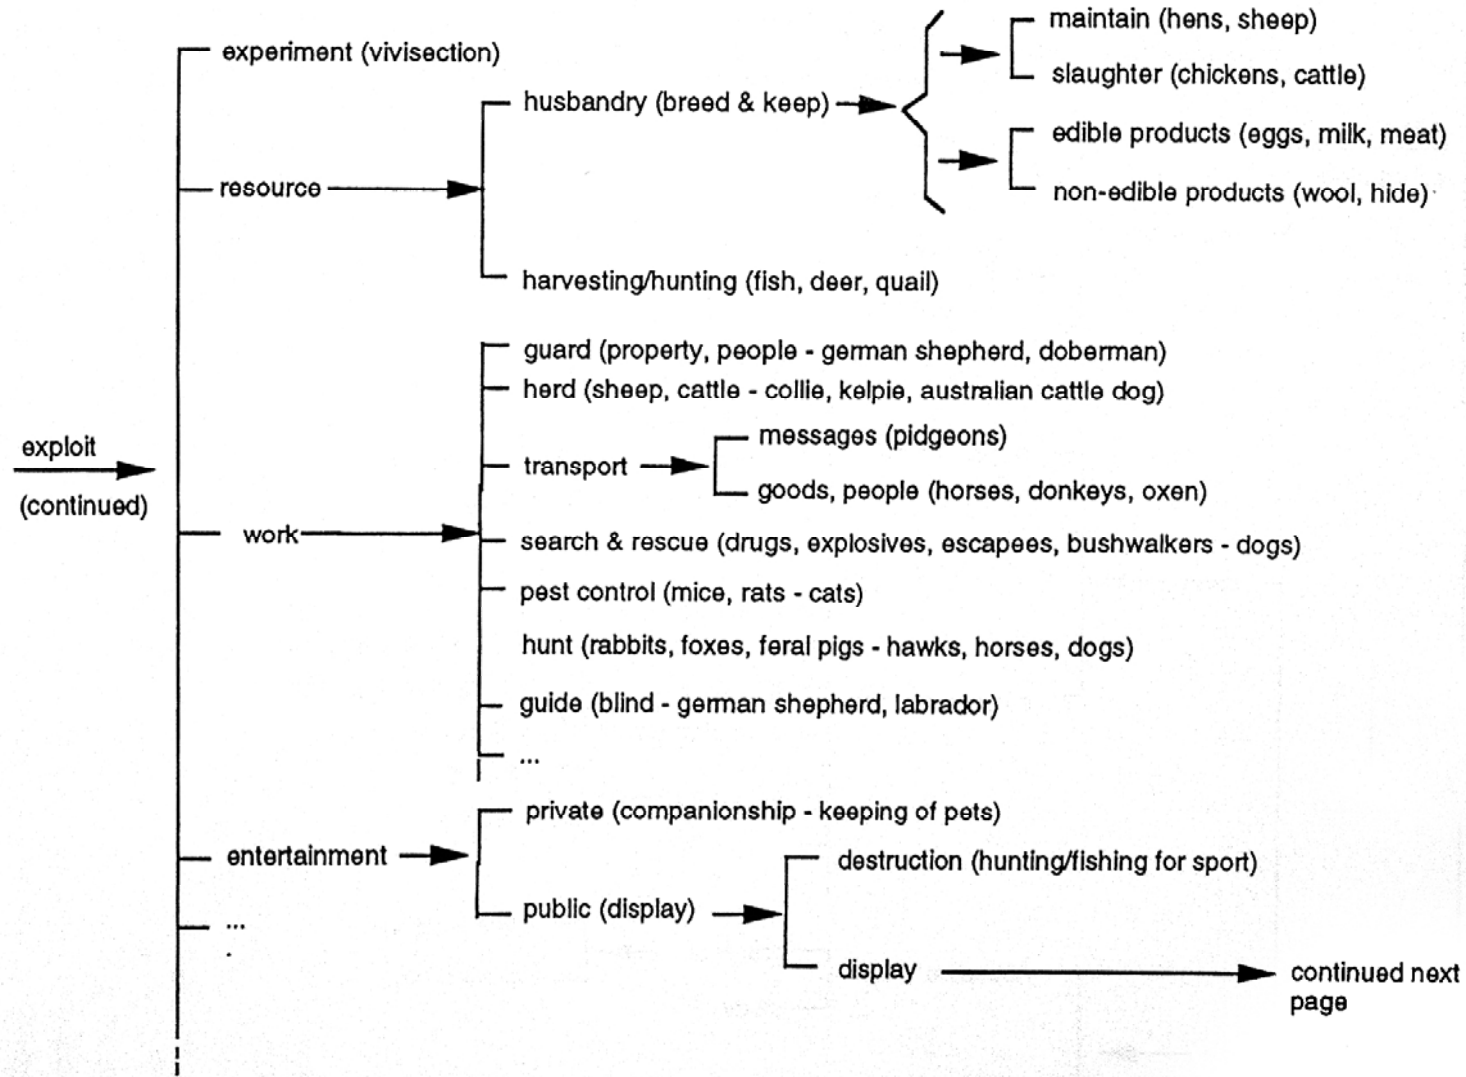 experiment (vivisection)
resource
husbandry (breed & keep)
maintain (hens, sheep)
slaughter (chickens, cattle)
edible products (eggs, milk, meat)
non-edible products (wool, hide)
harvesting/hunting (fish, deer, quail)
exploit
(continued)
work
guard (property, people - german shepherd, doberman)
herd (sheep, cattle - collie, kelpie, australian cattle dog)
transport
messages (pidgeons)
goods, people (horses, donkeys, oxen)
search & rescue (drugs, explosives, escapees, bushwalkers - dogs)
pest control (mice, rats - cats)
hunt (rabbits, foxes, feral pigs - hawks, horses, dogs)
guide (blind - german shepherd, labrador)
...
entertainment
private (companionship - keeping of pets)
public (display)
destruction (hunting/fishing for sport)
display
continued next
page
...